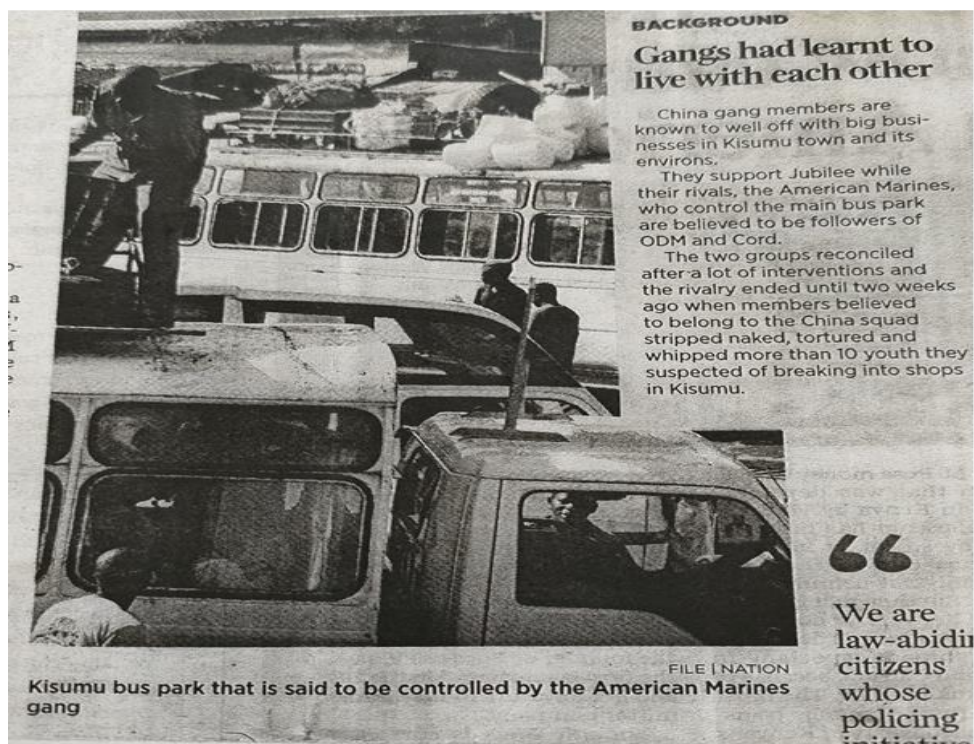 BACKGROUND
Gangs had learnt to
live with each other
China gang members are
known to well off with big busi-
nesses in Kisumu town and its
environs.
They support Jubilee while
their rivals, the American Marines,
who control the main bus park
are believed to be followers of
ODM and Cord.
The two groups reconciled
after a lot of interventions and
the rivalry ended until two weeks
ago when members believed
to belong to the China squad
stripped naked, tortured and
whipped more than 10 youth they
suspected of breaking into shops
in Kisumu.
FILE | NATION
Kisumu bus park that is said to be controlled by the American Marines
gang
“
We are
law-abidin
citizens
whose
policing